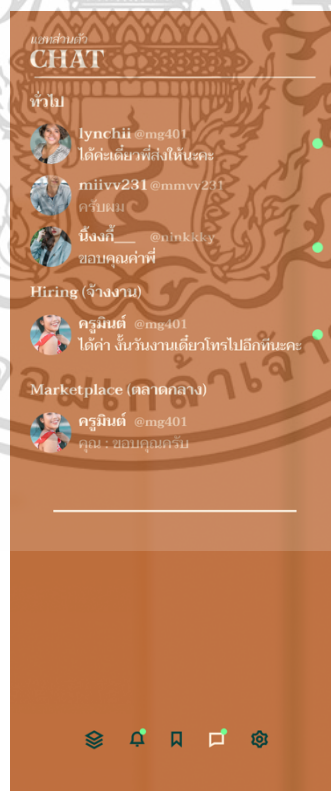 แชทส่วนตัว
CHAT
ทั่วไป
lynchii @mg401
ได้ค่ะเดี๋ยวพี่ส่งให้นะคะ
miivv231 @mmvv231
ครับผม
นิ้งงกี้___ @ninkkky
ขอบคุณค่าพี่
Hiring (จ้างงาน)
ครูมินต์ @mg401
ได้ค่า งั้นวันงานเดี๋ยวโทรไปอีกทีนะคะ
Marketplace (ตลาดกลาง)
ครูมินต์ @mg401
คุณ : ขอบคุณครับ